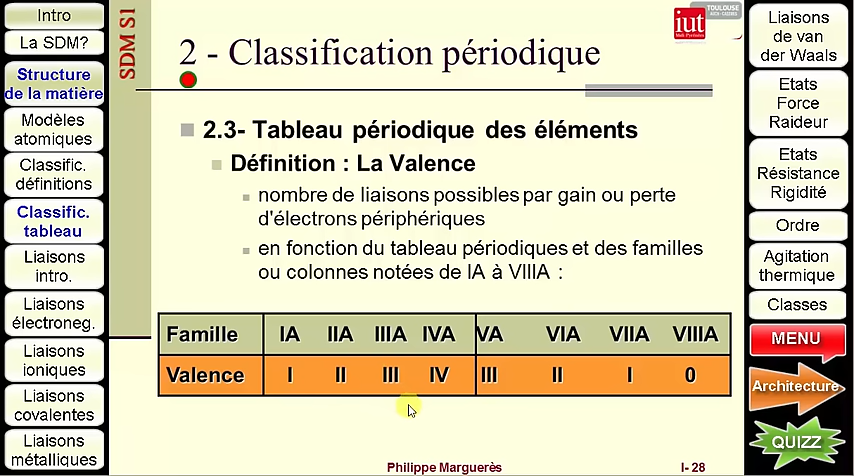 Intro
La SDM?
Structure
de la matière
Modèles
atomiques
Classific.
définitions
Classific.
tableau
Liaisons
intro.
Liaisons
électroneg.
Liaisons
ioniques
Liaisons
covalentes
Liaisons
métalliques
SDM S1
iut
TOULOUSE
2 - Classification périodique
2.3- Tableau périodique des éléments
Définition : La Valence
nombre de liaisons possibles par gain ou perte
d'électrons périphériques
en fonction du tableau périodiques et des familles
ou colonnes notées de IA à VIIIA :
Famille IA IIA IIIA IVA VA VIA VIIA VIIIA
Valence I II III IV III II I 0
Philippe Marguerès
I- 28
Liaisons
de van
der Waals
Etats
Force
Raideur
Etats
Résistance
Rigidité
Ordre
Agitation
thermique
Classes
MENU
Architecture
QUIZZ